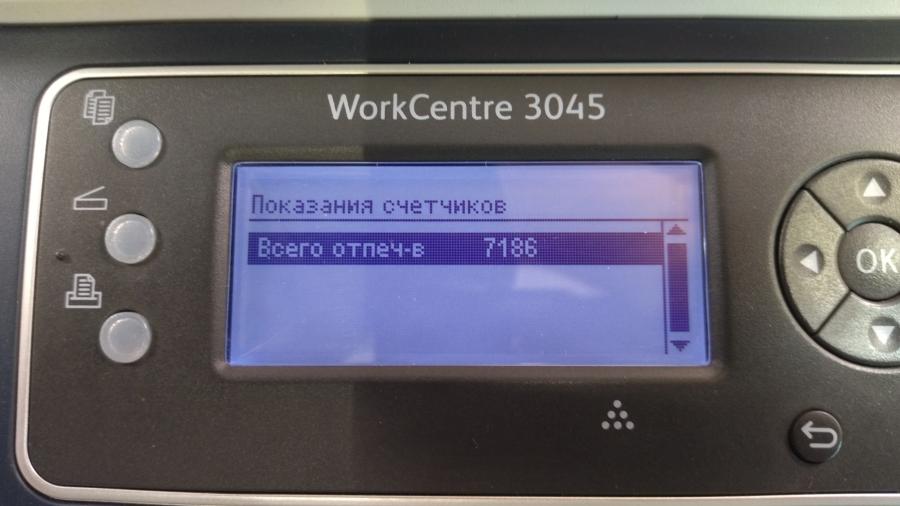 WorkCentre 3045
Показания счетчиков
Всего отпеч-в 7186
OK